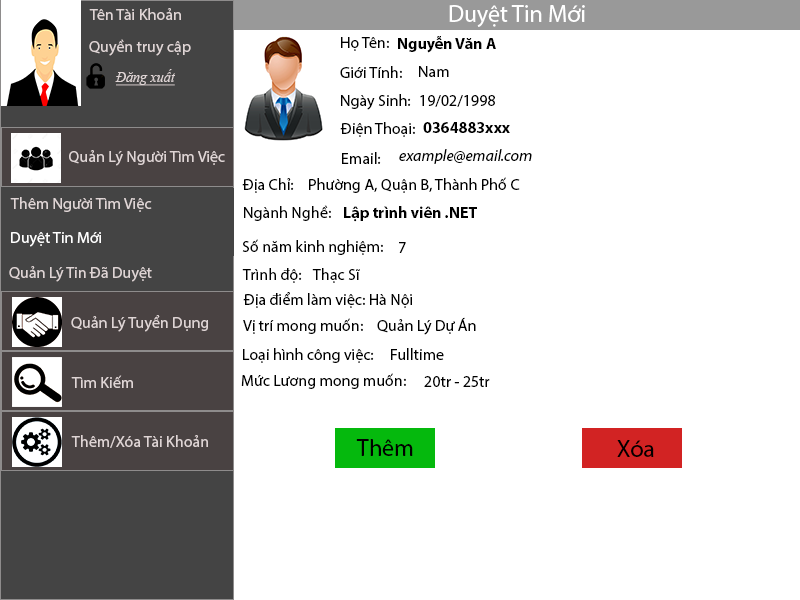 Tên Tài Khoản
Quyền truy cập
Đăng xuất
Quản Lý Người Tìm Việc
Thêm Người Tìm Việc
Duyệt Tin Mới
Quản Lý Tin Đã Duyệt
Quản Lý Tuyển Dụng
Tìm Kiếm
Thêm/Xóa Tài Khoản
Duyệt Tin Mới
Họ Tên: Nguyễn Văn A
Giới Tính: Nam
Ngày Sinh: 19/02/1998
Điện Thoại: 0364883xxx
Email: example@email.com
Địa Chỉ: Phường A, Quận B, Thành Phố C
Ngành Nghề: Lập trình viên .NET
Số năm kinh nghiệm: 7
Trình độ: Thạc Sĩ
Địa điểm làm việc: Hà Nội
Vị trí mong muốn: Quản Lý Dự Án
Loại hình công việc: Fulltime
Mức Lương mong muốn: 20tr - 25tr
Thêm
Xóa